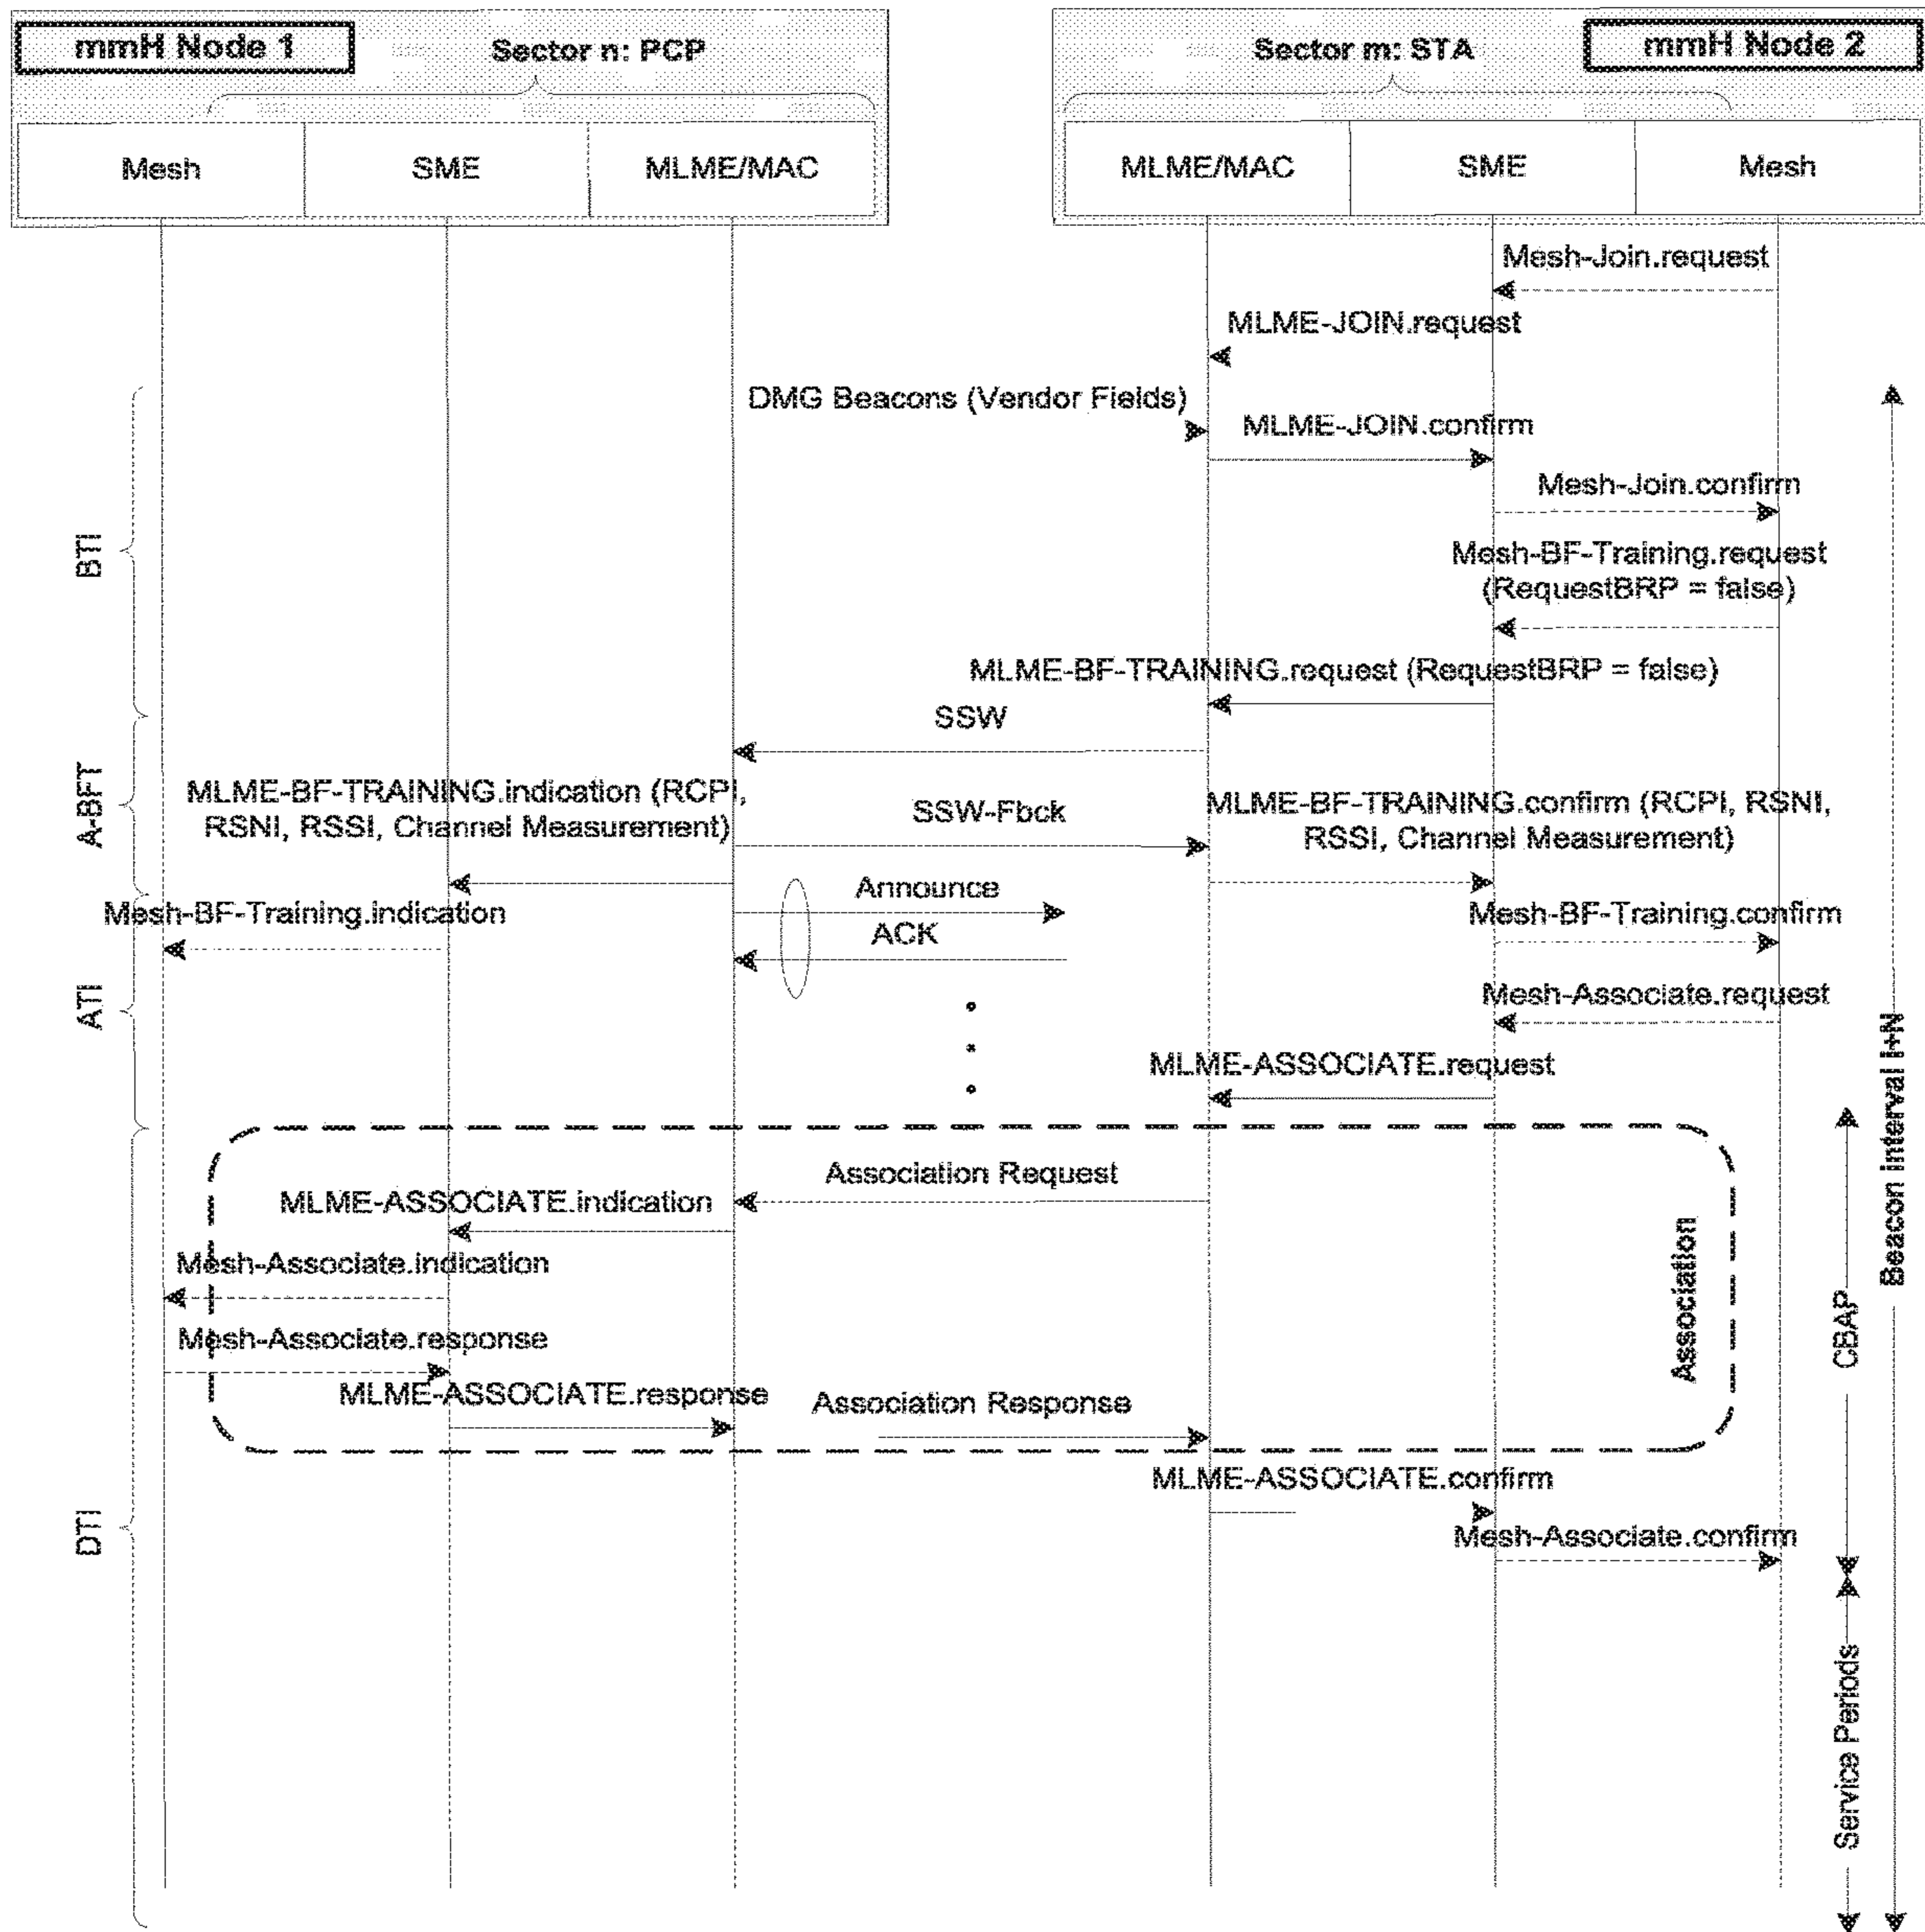 mmH Node 1
Sector n: PCP
Sector m: STA
mmH Node 2
Mesh
SME
MLME/MAC
MLME/MAC
SME
Mesh
Mesh-Join.request
MLME-JOIN.request
DMG Beacons (Vendor Fields)
MLME-JOIN.confirm
Mesh-Join.confirm
BTI
Mesh-BF-Training.request
(RequestBRP = false)
MLME-BF-TRAINING.request (RequestBRP = false)
SSW
A-BFT
MLME-BF-TRAINING.indication (RCPI,
RSNI, RSSI, Channel Measurement)
SSW-Fbck
MLME-BF-TRAINING.confirm (RCPI, RSNI,
RSSI, Channel Measurement)
Announce
Mesh-BF-Training.indication
Mesh-BF-Training.confirm
ACK
ATI
Mesh-Associate.request
MLME-ASSOCIATE.request
Beacon interval I+N
Association Request
MLME-ASSOCIATE.indication
Mesh-Associate.indication
Association
CBAP
Mesh-Associate.response
MLME-ASSOCIATE.response
Association Response
MLME-ASSOCIATE.confirm
DTI
Mesh-Associate.confirm
Service Periods